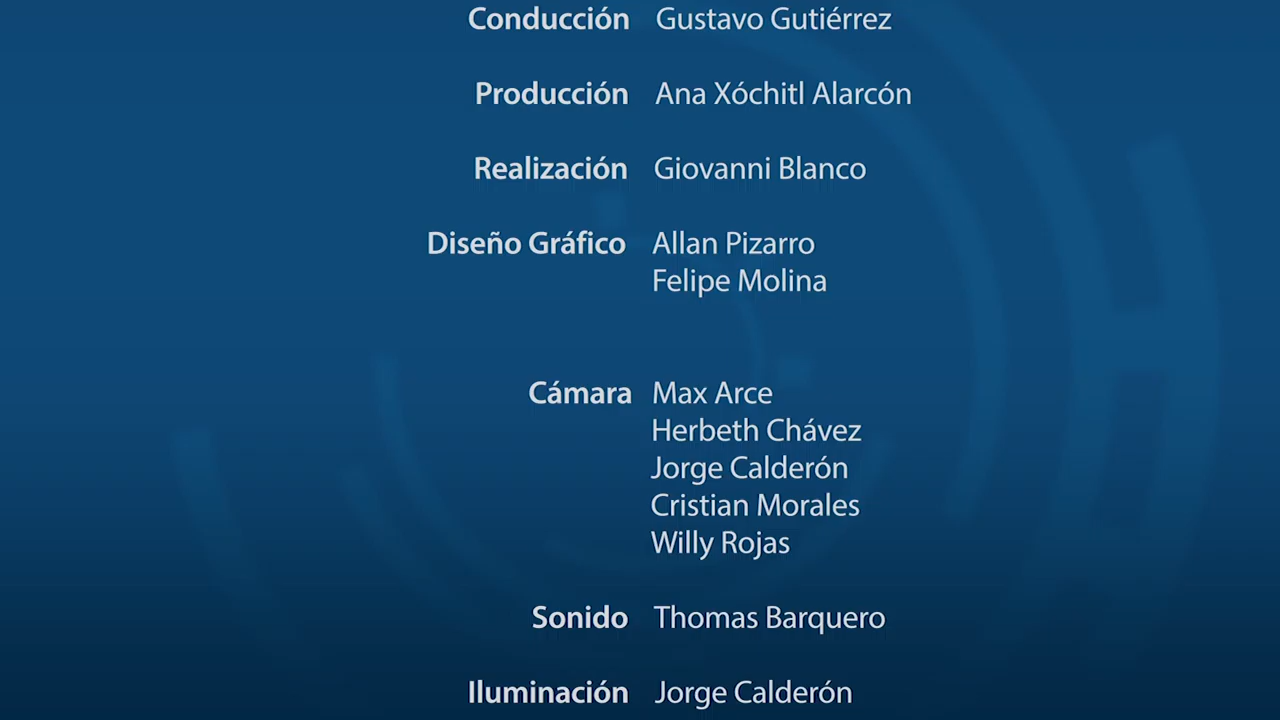 Conducción Gustavo Gutiérrez
Producción Ana Xóchitl Alarcón
Realización Giovanni Blanco
Diseño Gráfico Allan Pizarro
Felipe Molina
Cámara Max Arce
Herbeth Chávez
Jorge Calderón
Cristian Morales
Willy Rojas
Sonido Thomas Barquero
Iluminación Jorge Calderón